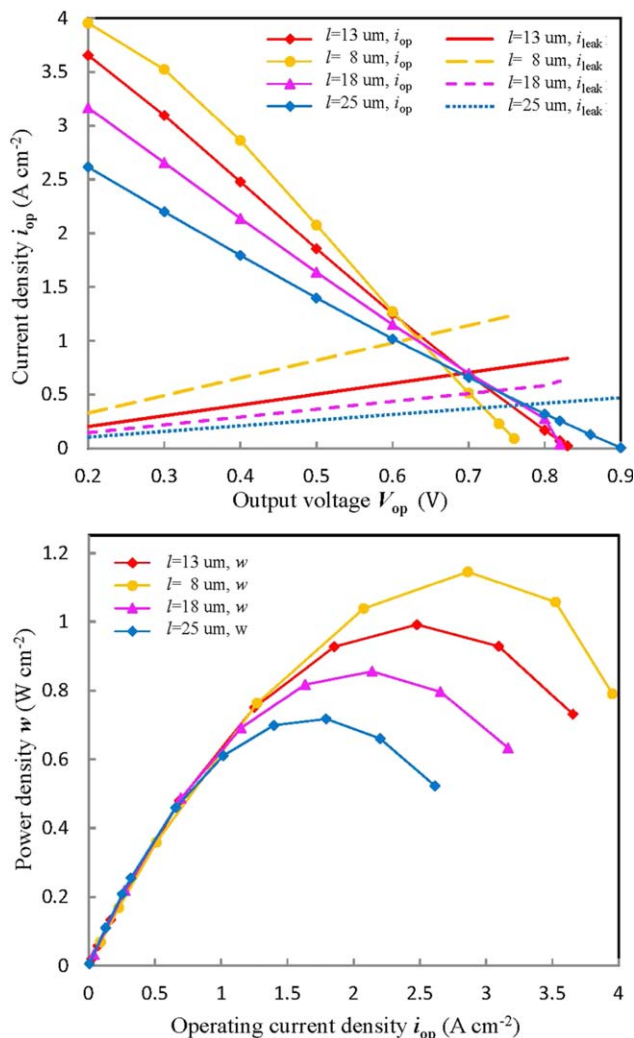 4
3.5
3
2.5
2
1.5
1
0.5
0
Current density iop (A cm-2)
l=13 um, iop
l= 8 um, iop
l=18 um, iop
l=25 um, iop
l=13 um, ileak
l= 8 um, ileak
l=18 um, ileak
l=25 um, ileak
0.2 0.3 0.4 0.5 0.6 0.7 0.8 0.9
Output voltage Vop (V)
1.2
1
0.8
0.6
0.4
0.2
0
Power density w (W cm-2)
l=13 um, w
l= 8 um, w
l=18 um, w
l=25 um, w
0 0.5 1 1.5 2 2.5 3 3.5 4
Operating current density iop (A cm-2)